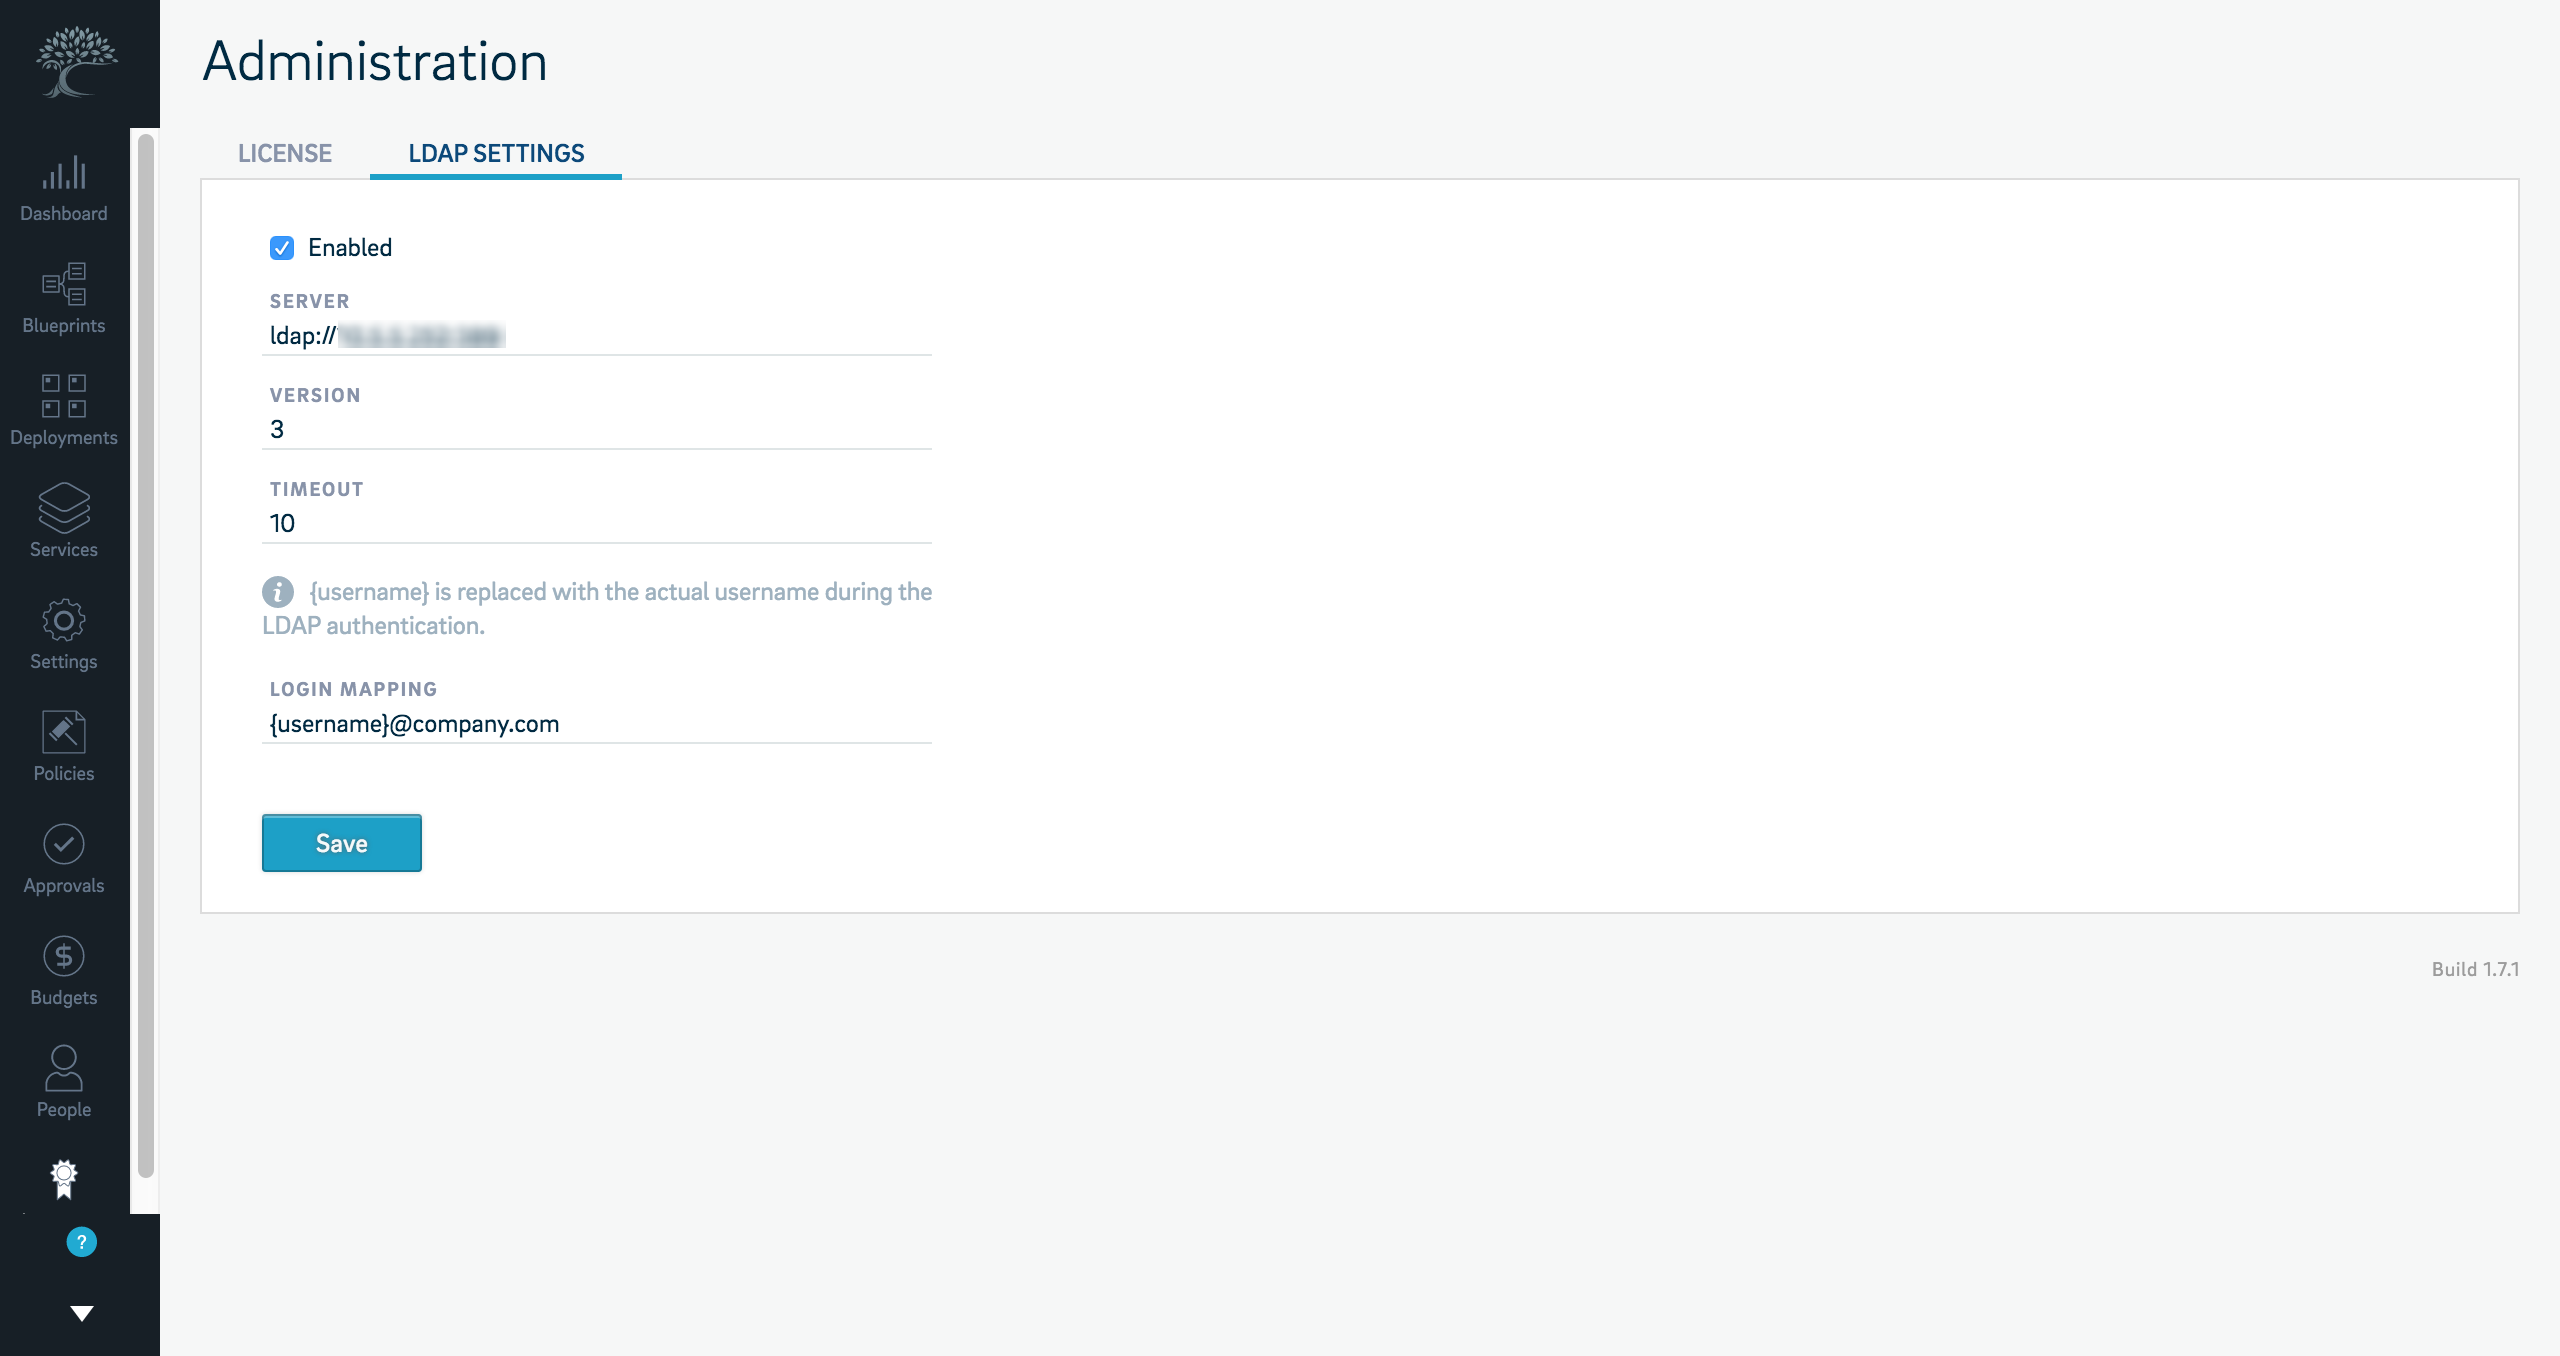 Administration
LICENSE
LDAP SETTINGS
Dashboard
Blueprints
Deployments
Services
Settings
Policies
Approvals
Budgets
People
?
Enabled
SERVER
ldap://
VERSION
3
TIMEOUT
10
i {username} is replaced with the actual username during the
LDAP authentication.
LOGIN MAPPING
{username}@company.com
Save
Build 1.7.1